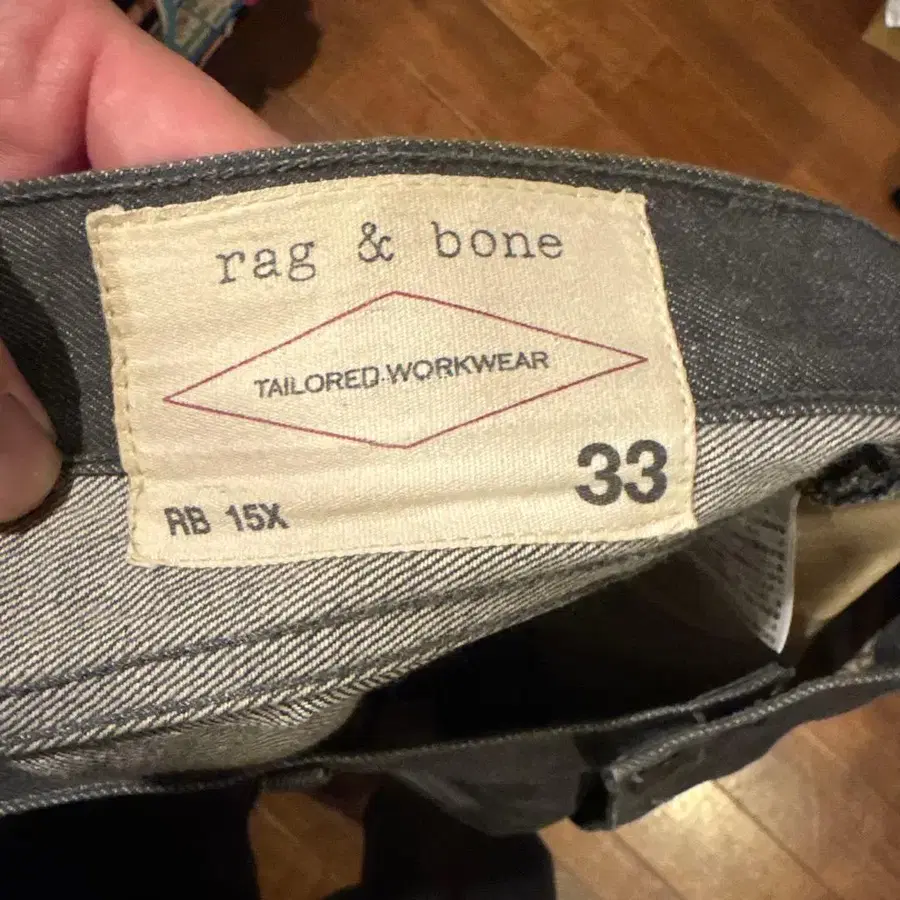 rag & bone
TAILORED.WORKWEAR
33
RB 15X